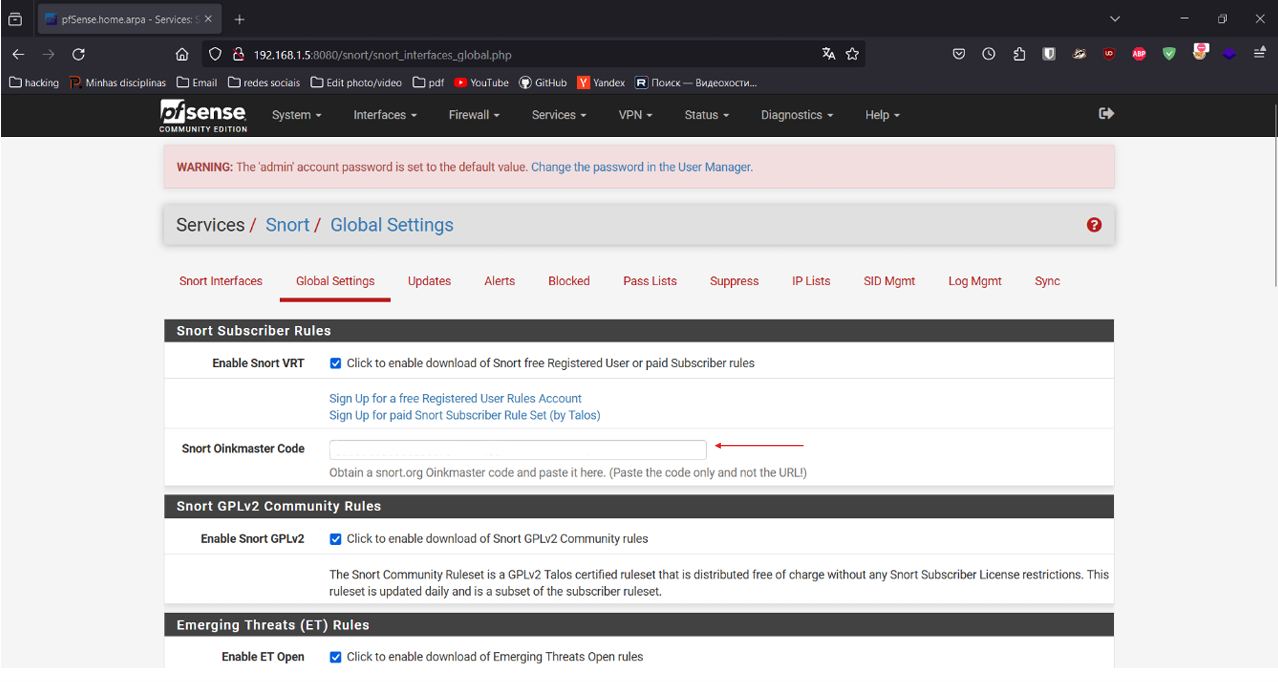 pfSense.home.arpa - Services: S
192.168.1.5:8080/snort/snort_interfaces_global.php
hacking Minhas disciplinas Email redes sociais Edit photo/video pdf YouTube GitHub Yandex Поиск — Видеохости...
pfsense
COMMUNITY EDITION
System Interfaces Firewall Services VPN Status Diagnostics Help
WARNING: The 'admin' account password is set to the default value. Change the password in the User Manager.
Services / Snort / Global Settings
Snort Interfaces Global Settings Updates Alerts Blocked Pass Lists Suppress IP Lists SID Mgmt Log Mgmt Sync
Snort Subscriber Rules
Enable Snort VRT Click to enable download of Snort free Registered User or paid Subscriber rules
Sign Up for a free Registered User Rules Account
Sign Up for paid Snort Subscriber Rule Set (by Talos)
Snort Oinkmaster Code
Obtain a snort.org Oinkmaster code and paste it here. (Paste the code only and not the URL!)
Snort GPLv2 Community Rules
Enable Snort GPLv2 Click to enable download of Snort GPLv2 Community rules
The Snort Community Ruleset is a GPLv2 Talos certified ruleset that is distributed free of charge without any Snort Subscriber License restrictions. This
ruleset is updated daily and is a subset of the subscriber ruleset.
Emerging Threats (ET) Rules
Enable ET Open Click to enable download of Emerging Threats Open rules